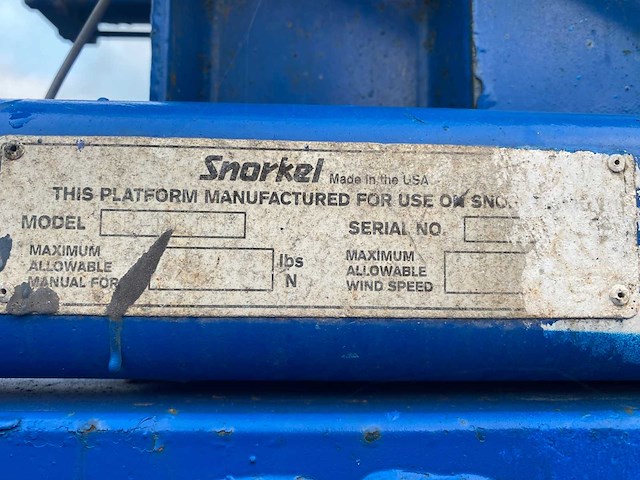 Snorkel Made in the USA
THIS PLATFORM MANUFACTURED FOR USE ON SNO
MODEL SERIAL NO.
MAXIMUM ALLOWABLE MANUAL FOR lbs N
MAXIMUM ALLOWABLE WIND SPEED